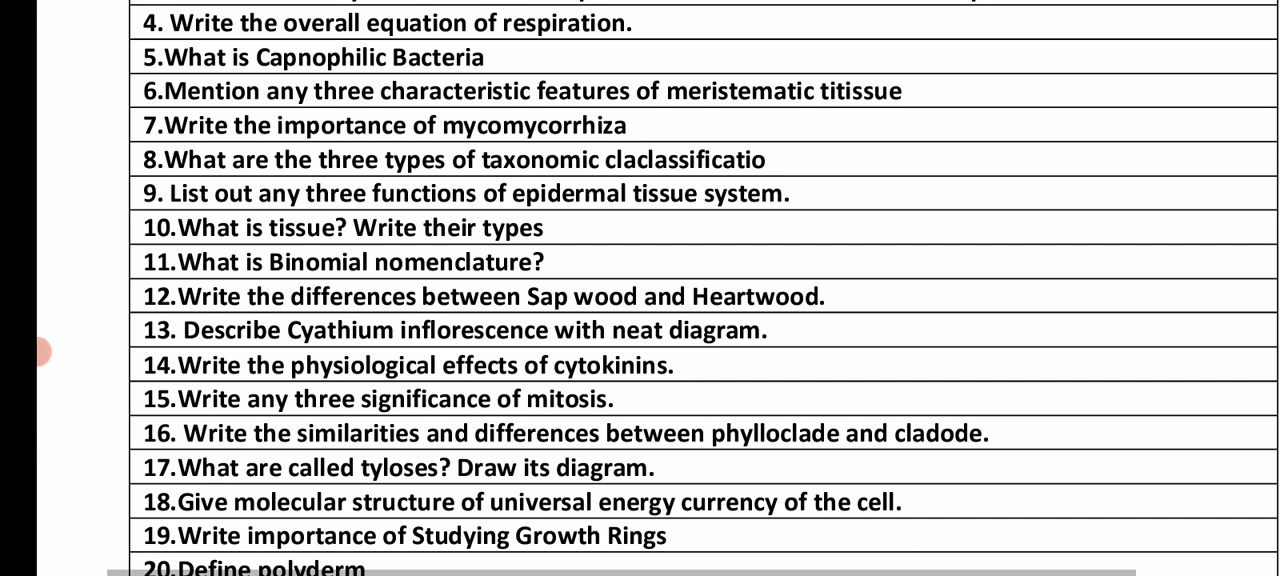 4. Write the overall equation of respiration.
5.What is Capnophilic Bacteria
6.Mention any three characteristic features of meristematic titissue
7.Write the importance of mycomycorrhiza
8.What are the three types of taxonomic claclassificatio
9. List out any three functions of epidermal tissue system.
10.What is tissue? Write their types
11.What is Binomial nomenclature?
12.Write the differences between Sap wood and Heartwood.
13. Describe Cyathium inflorescence with neat diagram.
14.Write the physiological effects of cytokinins.
15.Write any three significance of mitosis.
16. Write the similarities and differences between phylloclade and cladode.
17.What are called tyloses? Draw its diagram.
18.Give molecular structure of universal energy currency of the cell.
19.Write importance of Studying Growth Rings
20.Define polyderm